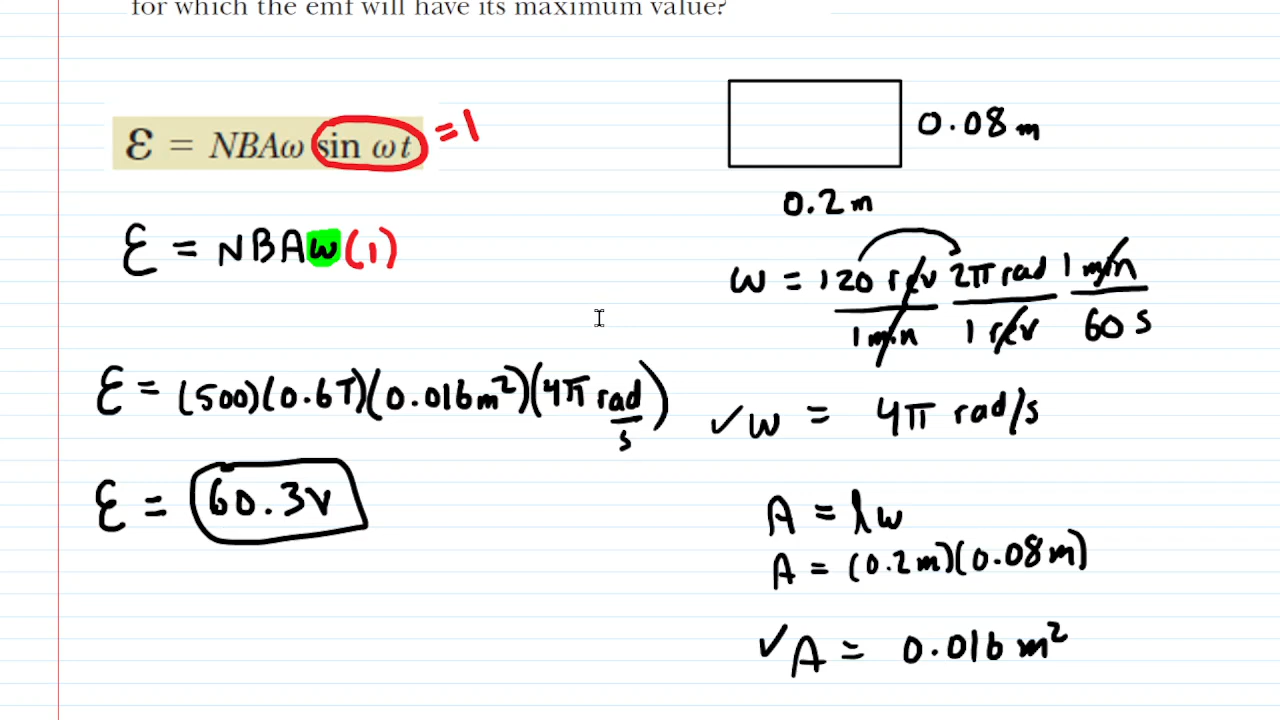 for which the emf will have its maximum value?
ε = NBAω sin ωt = 1
ε = NBAω(1)
ε = (500)(0.6T)(0.016m²)(4π rad/s)
ε = 60.3v
0.08 m
0.2 m
ω = 120 rev/1 min 2π rad/1 rev 1 min/60 s
✓ω = 4π rad/s
A = lw
A = (0.2m)(0.08m)
✓A = 0.016 m²